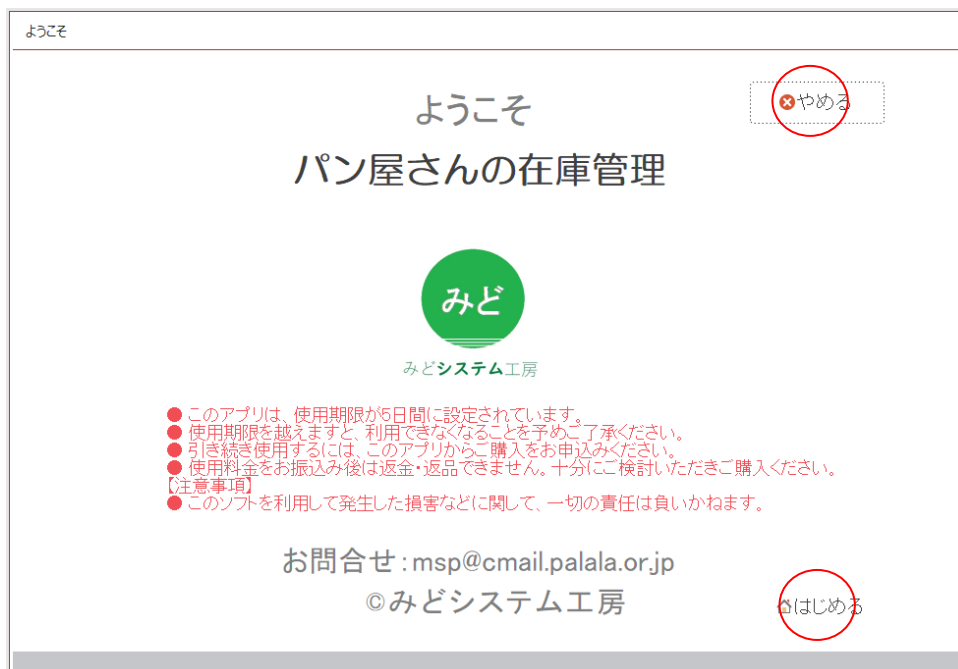 ようこそ
ようこそ
やめる
パン屋さんの在庫管理
みど
みどシステム工房
● このアプリは、使用期限が5日間に設定されています。
● 使用期限を越えますと、利用できなくなることを予めご了承ください。
● 引き続き使用するには、このアプリからご購入をお申込みください。
● 使用料金をお振込み後は返金・返品できません。十分にご検討いただきご購入ください。
【注意事項】
● このソフトを利用して発生した損害などに関して、一切の責任は負いかねます。
お問合せ:msp@cmail.palala.or.jp
©みどシステム工房
はじめる